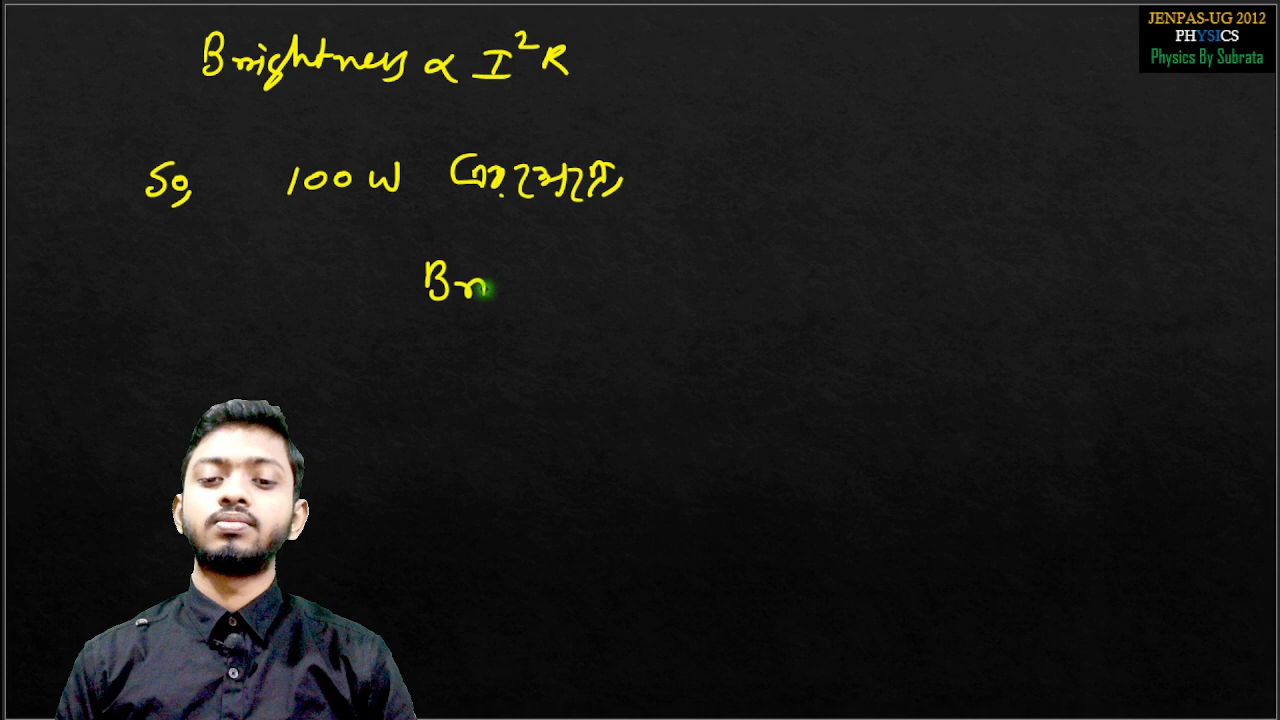 JENPAS-UG 2012
PHYSICS
Physics By Subrata
Brightness ∝ I²R
So, 100 W
Br